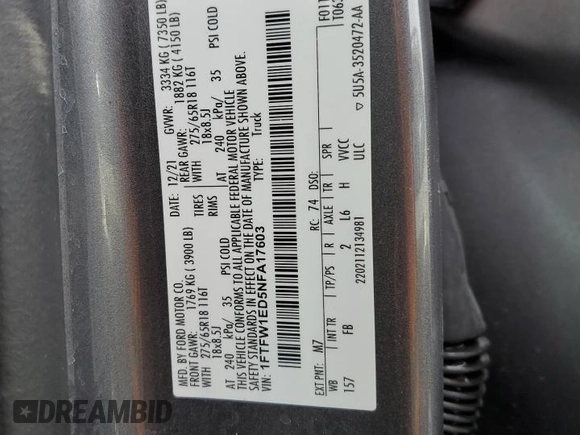 MFD. BY FORD MOTOR CO.
DATE: 12/21 GVWR: 3334 KG ( 7350 LB)
FRONT GAWR: 1769 KG ( 3900 LB)
REAR GAWR: 1882 KG ( 4150 LB)
WITH 275/65R18 116T TIRES
WITH 275/65R18 116T
18x8.5J RIMS
18x8.5J
AT 240 kPa/ 35 PSI COLD
AT 240 kPa/ 35 PSI COLD
THIS VEHICLE CONFORMS TO ALL APPLICABLE FEDERAL MOTOR VEHICLE
SAFETY STANDARDS IN EFFECT ON THE DATE OF MANUFACTURE SHOWN ABOVE.
VIN: 1FTFW1ED5NFA17603
TYPE: Truck
EXT PNT: M7 RC: 74 DSO:
WB INT TR TP/PS R AXLE TR SPR
157 FB 2 L6 H VVCC
2202112134981 ULC
5U5A-3520472-AA
DREAMBID